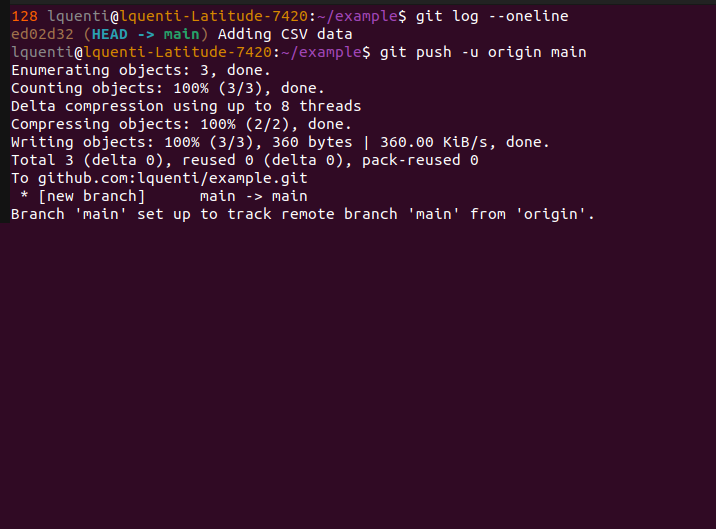 128 lquenti@lquenti-Latitude-7420:~/example$ git log --oneline
ed02d32 (HEAD -> main) Adding CSV data
lquenti@lquenti-Latitude-7420:~/example$ git push -u origin main
Enumerating objects: 3, done.
Counting objects: 100% (3/3), done.
Delta compression using up to 8 threads
Compressing objects: 100% (2/2), done.
Writing objects: 100% (3/3), 360 bytes | 360.00 KiB/s, done.
Total 3 (delta 0), reused 0 (delta 0), pack-reused 0
To github.com:lquenti/example.git
 * [new branch]      main -> main
Branch 'main' set up to track remote branch 'main' from 'origin'.